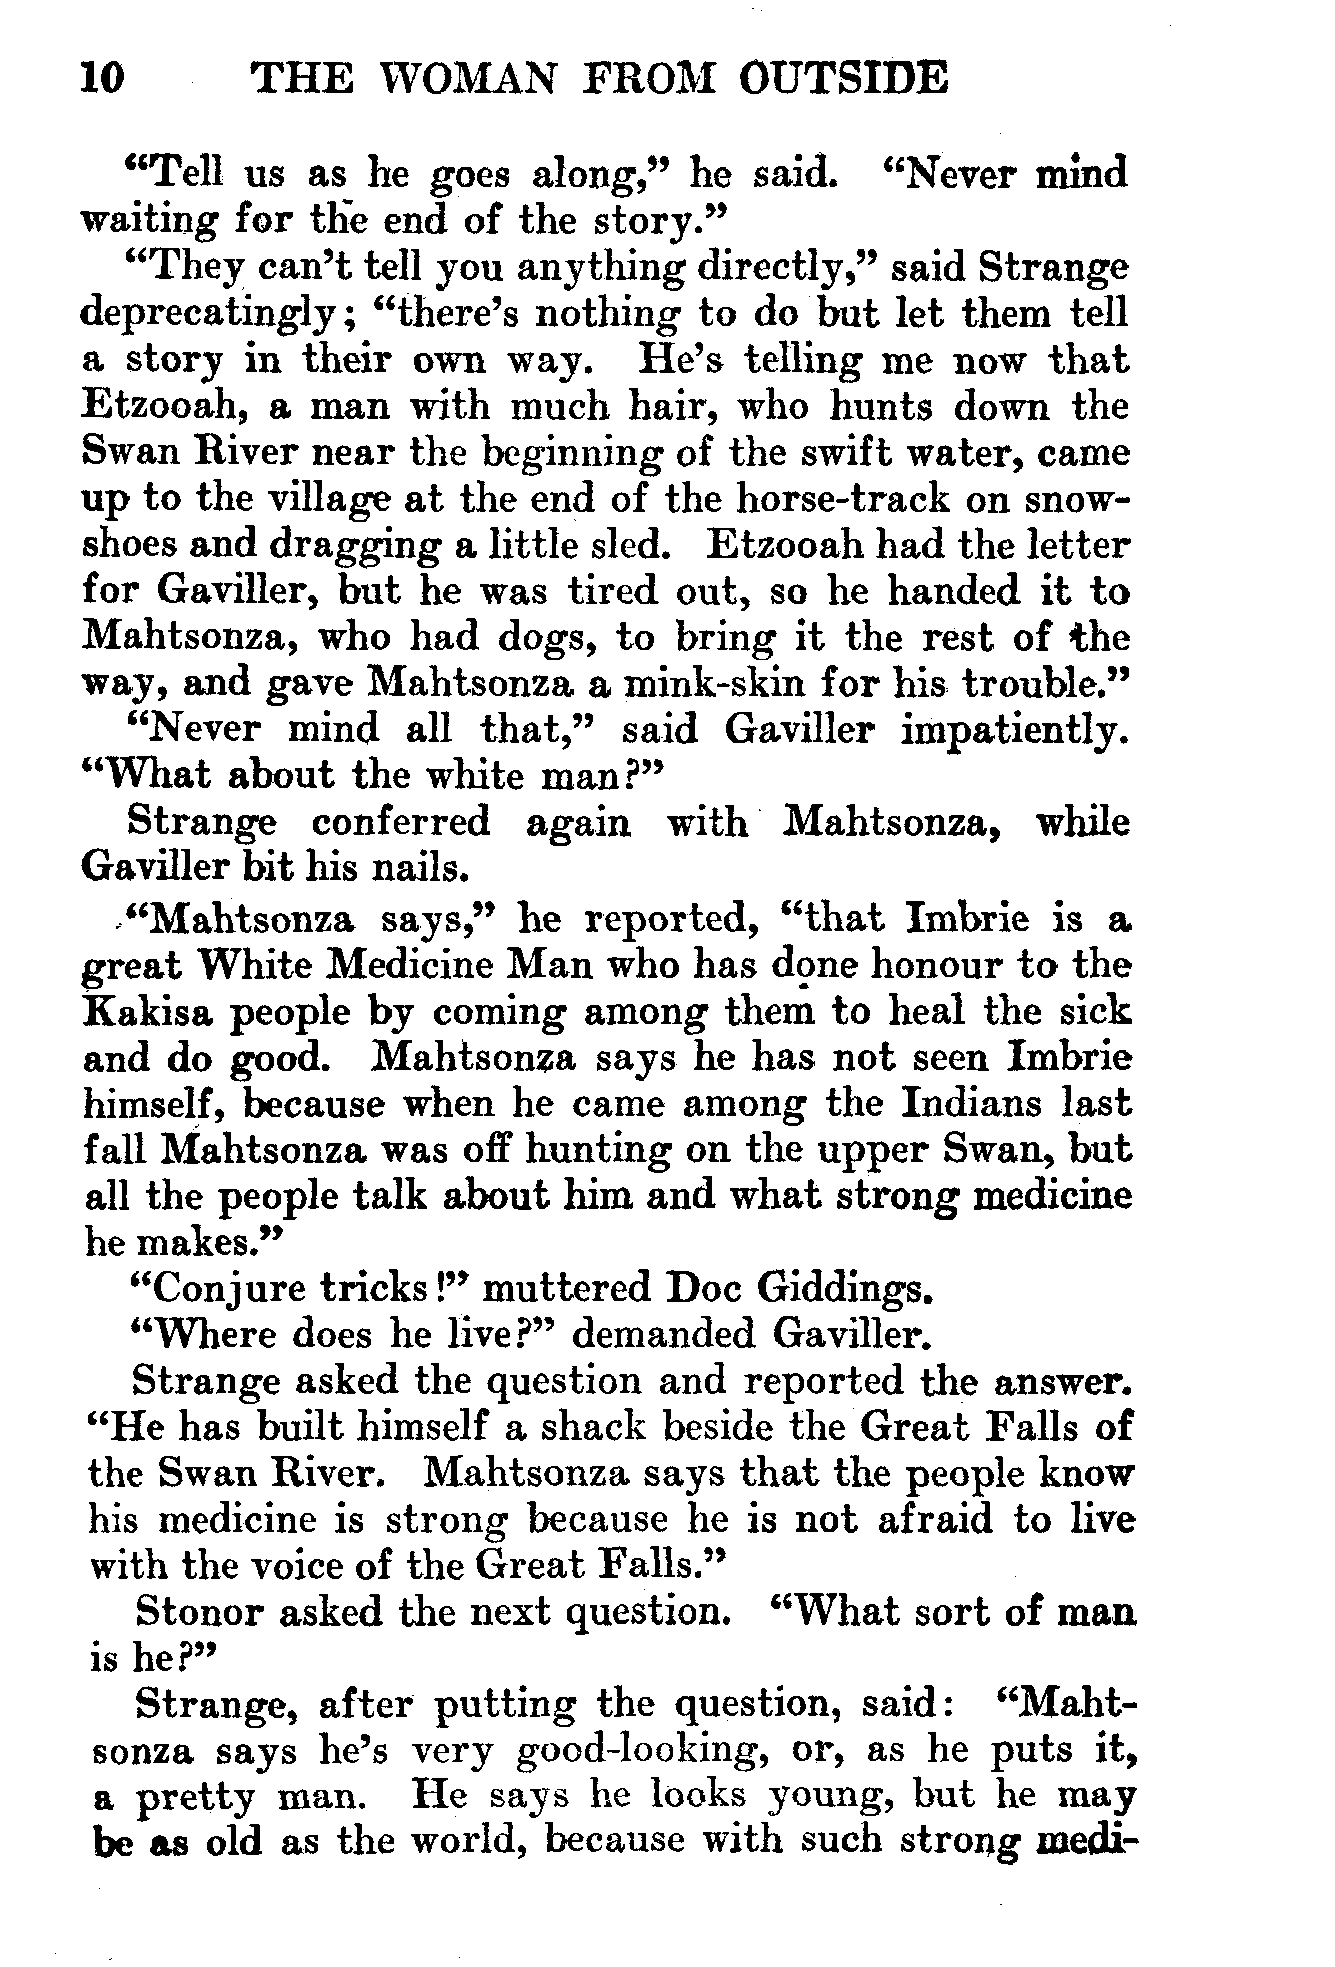 10 THE WOMAN FROM OUTSIDE
“Tell us as he goes along,” he said. “Never mind
waiting for the end of the story.”
“They can’t tell you anything directly,” said Strange
deprecatingly; “there’s nothing to do but let them tell
a story in their own way. He’s telling me now that
Etzooah, a man with much hair, who hunts down the
Swan River near the beginning of the swift water, came
up to the village at the end of the horse-track on snow-
shoes and dragging a little sled. Etzooah had the letter
for Gaviller, but he was tired out, so he handed it to
Mahtsonza, who had dogs, to bring it the rest of the
way, and gave Mahtsonza a mink-skin for his trouble.”
“Never mind all that,” said Gaviller impatiently.
“What about the white man?”
Strange conferred again with Mahtsonza, while
Gaviller bit his nails.
“Mahtsonza says,” he reported, “that Imbrie is a
great White Medicine Man who has done honour to the
Kakisa people by coming among them to heal the sick
and do good. Mahtsonza says he has not seen Imbrie
himself, because when he came among the Indians last
fall Mahtsonza was off hunting on the upper Swan, but
all the people talk about him and what strong medicine
he makes.”
“Conjure tricks!” muttered Doc Giddings.
“Where does he live?” demanded Gaviller.
Strange asked the question and reported the answer.
“He has built himself a shack beside the Great Falls of
the Swan River. Mahtsonza says that the people know
his medicine is strong because he is not afraid to live
with the voice of the Great Falls.”
Stonor asked the next question. “What sort of man
is he?”
Strange, after putting the question, said: “Maht-
sonza says he’s very good-looking, or, as he puts it,
a pretty man. He says he looks young, but he may
be as old as the world, because with such strong medi-